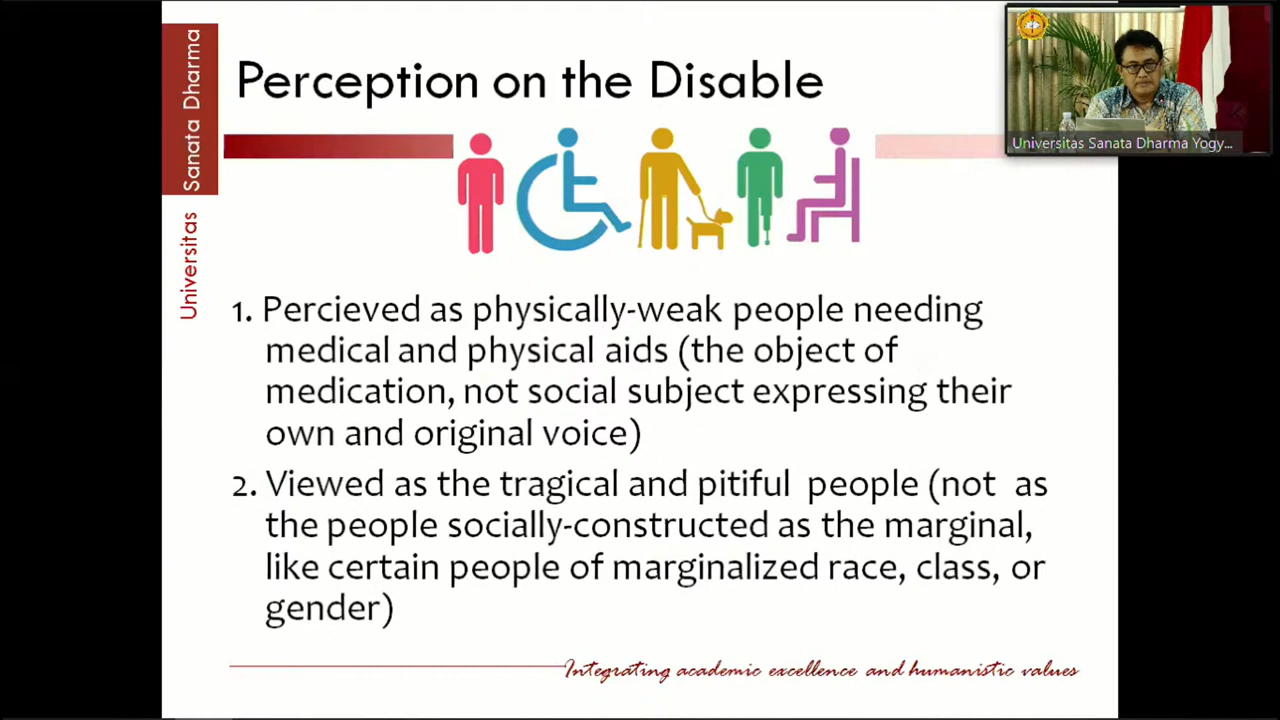 Universitas Sanata Dharma
Perception on the Disable
Universitas Sanata Dharma Yogy...
1. Percieved as physically-weak people needing
medical and physical aids (the object of
medication, not social subject expressing their
own and original voice)
2. Viewed as the tragical and pitiful people (not as
the people socially-constructed as the marginal,
like certain people of marginalized race, class, or
gender)
Integrating academic excellence and humanistic values